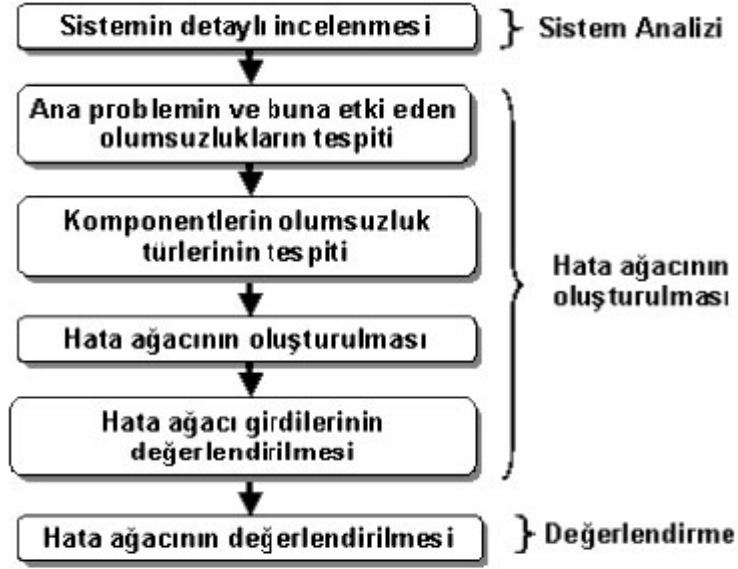 Sistemin detaylı incelenmesi
Sistem Analizi
Ana problemin ve buna etki eden
olumsuzlukların tespiti
Komponentlerin olumsuzluk
türlerinin tespiti
Hata ağacının
oluşturulması
Hata ağacının oluşturulması
Hata ağacı girdilerinin
değerlendirilmesi
Hata ağacının değerlendirilmesi
Değerlendirme